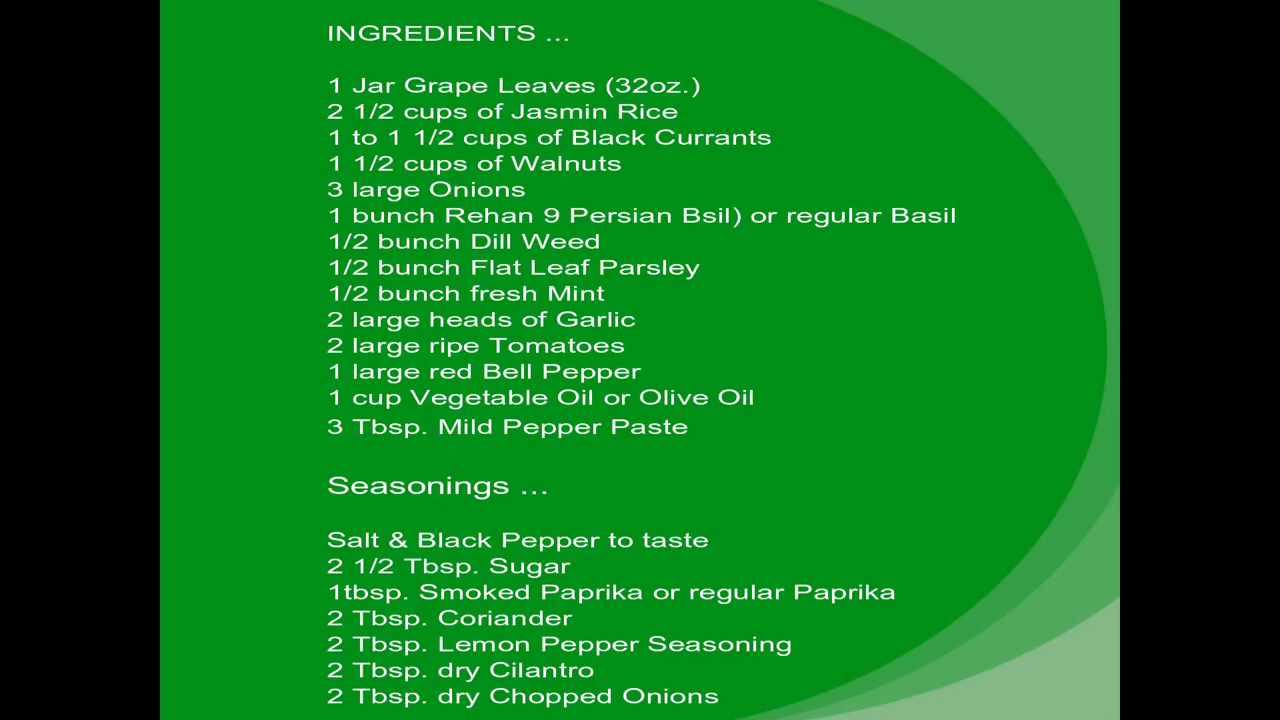 INGREDIENTS ...
1 Jar Grape Leaves (32oz.)
2 1/2 cups of Jasmin Rice
1 to 1 1/2 cups of Black Currants
1 1/2 cups of Walnuts
3 large Onions
1 bunch Rehan 9 Persian Bsil) or regular Basil
1/2 bunch Dill Weed
1/2 bunch Flat Leaf Parsley
1/2 bunch fresh Mint
2 large heads of Garlic
2 large ripe Tomatoes
1 large red Bell Pepper
1 cup Vegetable Oil or Olive Oil
3 Tbsp. Mild Pepper Paste
Seasonings ...
Salt & Black Pepper to taste
2 1/2 Tbsp. Sugar
1tbsp. Smoked Paprika or regular Paprika
2 Tbsp. Coriander
2 Tbsp. Lemon Pepper Seasoning
2 Tbsp. dry Cilantro
2 Tbsp. dry Chopped Onions